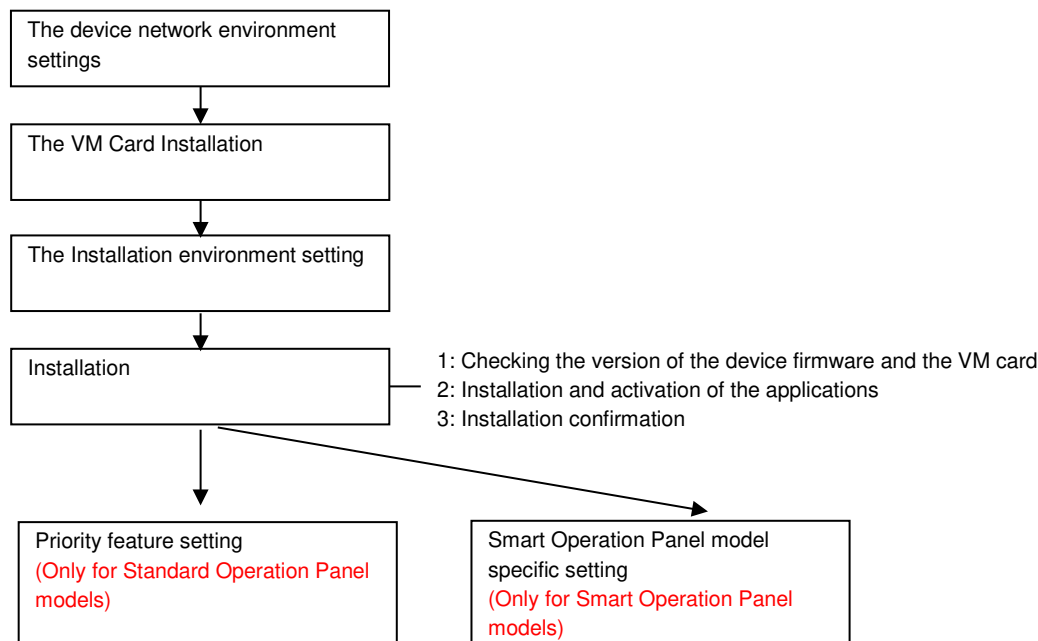 The device network environment
settings
The VM Card Installation
The Installation environment setting
Installation
1: Checking the version of the device firmware and the VM card
2: Installation and activation of the applications
3: Installation confirmation
Priority feature setting
(Only for Standard Operation Panel
models)
Smart Operation Panel model
specific setting
(Only for Smart Operation Panel
models)